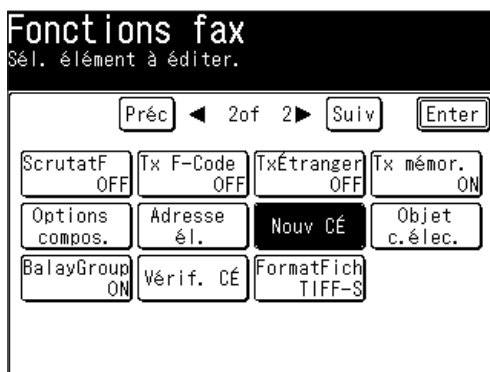 Fonctions fax
Sél. élément à éditer.
Préc ◀ 2of 2▶ Suiv Enter
ScrutatF Tx F-Code TxÉtranger Tx mémor.
OFF OFF OFF ON
Options Adresse Nouv CÉ Objet
compos. él. c.élec.
BalayGroup Vérif. CÉ FormatFich
ON TIFF-S